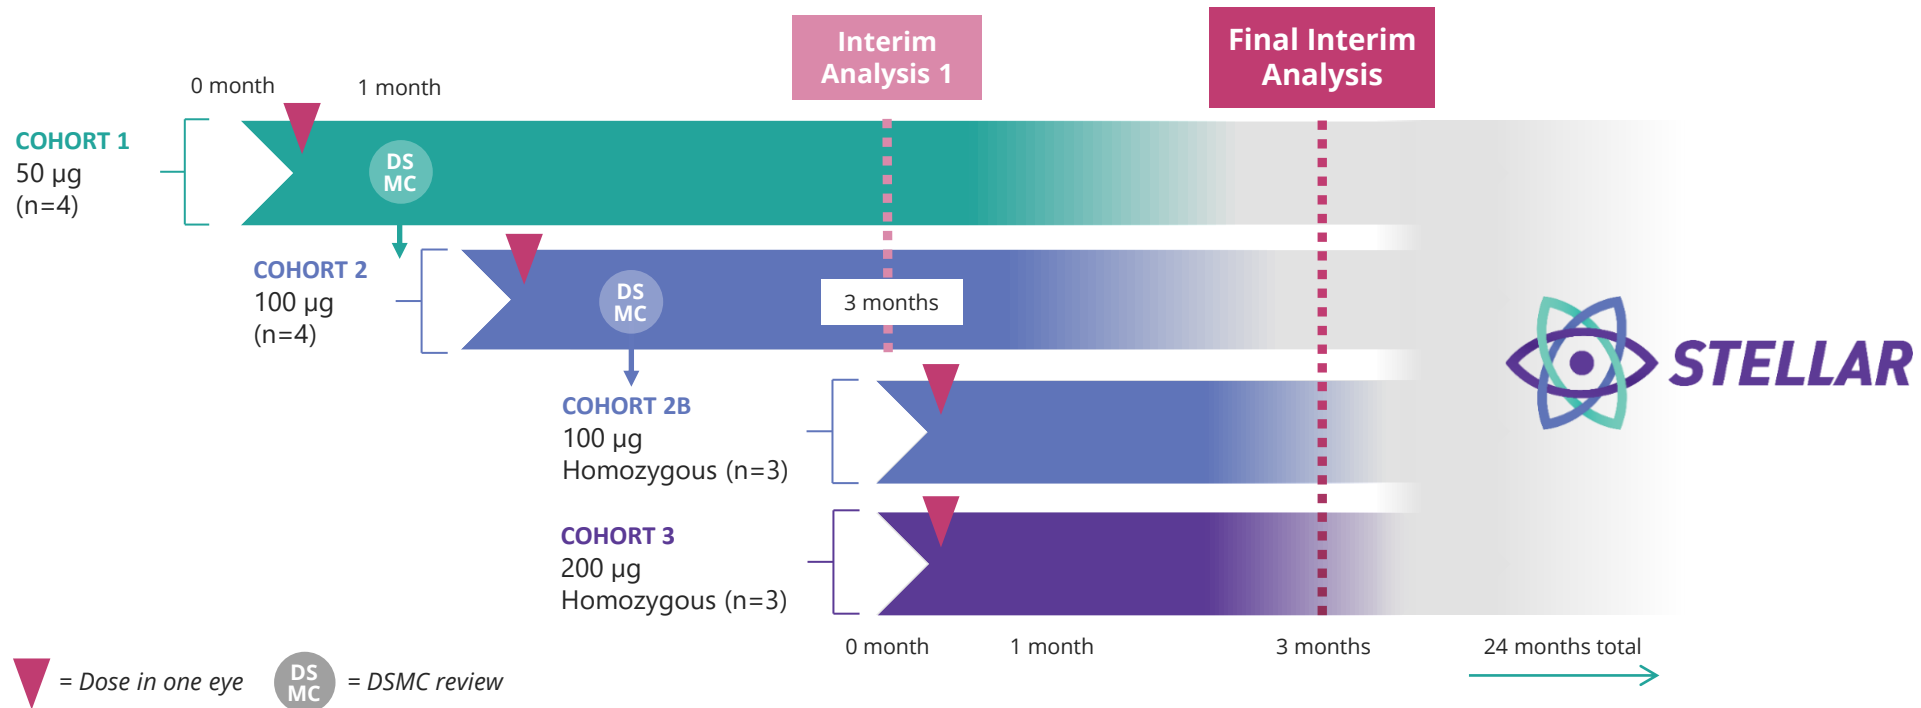 Interim
Analysis 1
Final Interim
Analysis
0 month
1 month
COHORT 1
50 µg
(n=4)
DS
MC
COHORT 2
100 µg
(n=4)
DS
MC
3 months
COHORT 2B
100 µg
Homozygous (n=3)
STELLAR
COHORT 3
200 µg
Homozygous (n=3)
0 month
1 month
3 months
24 months total
= Dose in one eye
DS
MC
= DSMC review